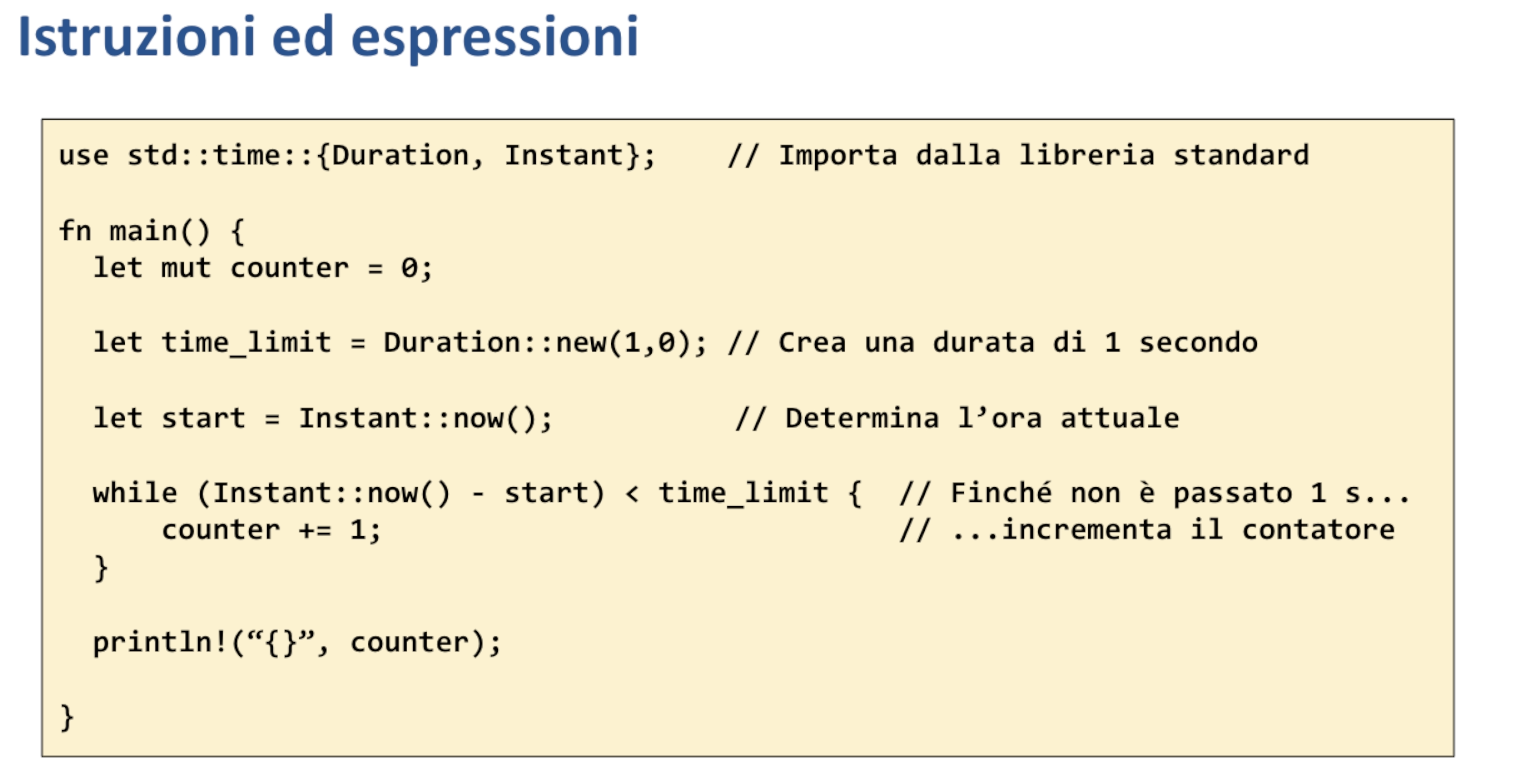 Istruzioni ed espressioni
use std::time::{Duration, Instant};    // Importa dalla libreria standard
fn main() {
  let mut counter = 0;
  let time_limit = Duration::new(1,0); // Crea una durata di 1 secondo
  let start = Instant::now();           // Determina l’ora attuale
  while (Instant::now() - start) < time_limit {  // Finché non è passato 1 s...
      counter += 1;                              // ...incrementa il contatore
  }
  println!(“{}”, counter);
}